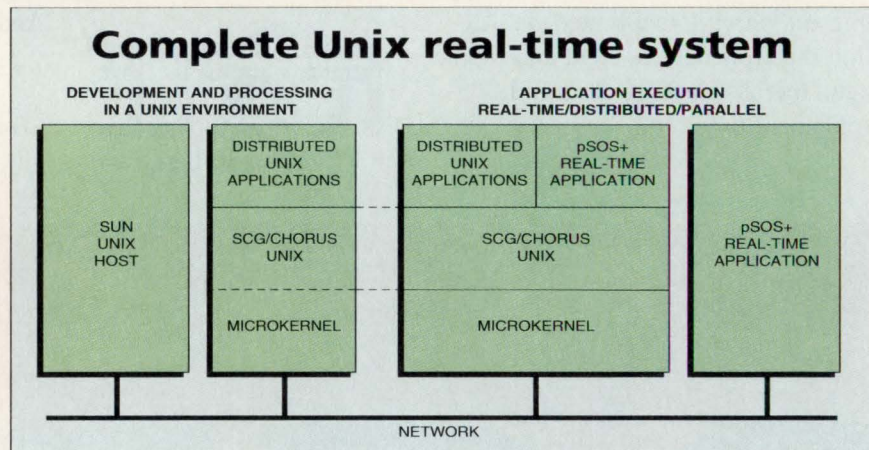 Complete Unix real-time system
DEVELOPMENT AND PROCESSING
IN A UNIX ENVIRONMENT
APPLICATION EXECUTION
REAL-TIME/DISTRIBUTED/PARALLEL
SUN
UNIX
HOST
DISTRIBUTED
UNIX
APPLICATIONS
SCG/CHORUS
UNIX
MICROKERNEL
DISTRIBUTED
UNIX
APPLICATIONS
pSOS+
REAL-TIME
APPLICATION
SCG/CHORUS
UNIX
MICROKERNEL
pSOS+
REAL-TIME
APPLICATION
NETWORK